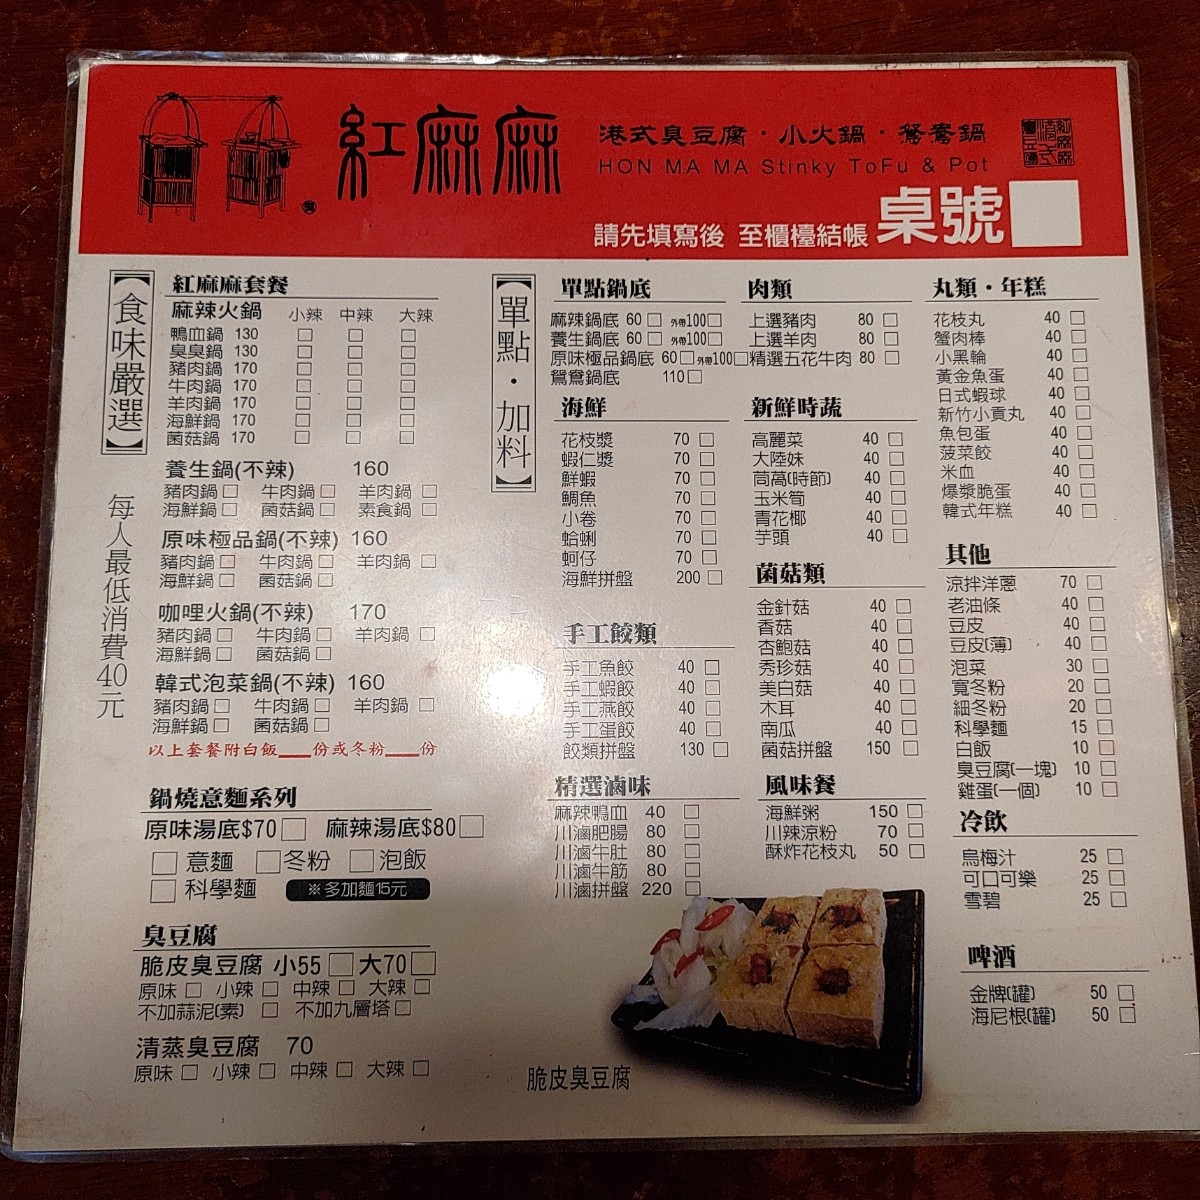 紅麻麻
港式臭豆腐・小火鍋・鴛鴦鍋
HON MA MA Stinky ToFu & Pot
請先填寫後 至櫃檯結帳 桌號
【食味嚴選】
每人最低消費40元
紅麻麻套餐
麻辣火鍋 小辣 中辣 大辣
鴨血鍋 130 □ □ □
臭臭鍋 130 □ □ □
豬肉鍋 170 □ □ □
牛肉鍋 170 □ □ □
羊肉鍋 170 □ □ □
海鮮鍋 170 □ □ □
菌菇鍋 170 □ □ □
養生鍋(不辣) 160
豬肉鍋□ 牛肉鍋□ 羊肉鍋□
海鮮鍋□ 菌菇鍋□ 素食鍋□
原味極品鍋(不辣) 160
豬肉鍋□ 牛肉鍋□ 羊肉鍋□
海鮮鍋□ 菌菇鍋□
咖哩火鍋(不辣) 170
豬肉鍋□ 牛肉鍋□ 羊肉鍋□
海鮮鍋□ 菌菇鍋□
韓式泡菜鍋(不辣) 160
豬肉鍋□ 牛肉鍋□ 羊肉鍋□
海鮮鍋□ 菌菇鍋□
以上套餐附白飯___份或冬粉___份
鍋燒意麵系列
原味湯底$70□ 麻辣湯底$80□
□ 意麵 □冬粉 □泡飯
□ 科學麵 ※多加麵15元
臭豆腐
脆皮臭豆腐 小55□大70□
原味□ 小辣□ 中辣□ 大辣□
不加蒜泥(素)□ 不加九層塔□
清蒸臭豆腐 70
原味□ 小辣□ 中辣□ 大辣□
【單點・加料】
單點鍋底
麻辣鍋底 60□ 外帶100□
養生鍋底 60□ 外帶100□
原味極品鍋底 60□外帶100□
鴛鴦鍋底 110□
海鮮
花枝漿 70 □
蝦仁漿 70 □
鮮蝦 70 □
鯛魚 70 □
小卷 70 □
蛤蜊 70 □
蚵仔 70 □
海鮮拼盤 200 □
手工餃類
手工魚餃 40 □
手工蝦餃 40 □
手工燕餃 40 □
手工蛋餃 40 □
餃類拼盤 130 □
精選滷味
麻辣鴨血 40 □
川滷肥腸 80 □
川滷牛肚 80 □
川滷牛筋 80 □
川滷拼盤 220 □
肉類
上選豬肉 80 □
上選羊肉 80 □
精選五花牛肉 80 □
新鮮時蔬
高麗菜 40 □
大陸妹 40 □
茼萵(時節) 40 □
玉米筍 40 □
青花椰 40 □
芋頭 40 □
菌菇類
金針菇 40 □
香菇 40 □
杏鮑菇 40 □
秀珍菇 40 □
美白菇 40 □
木耳 40 □
南瓜 40 □
菌菇拼盤 150 □
風味餐
海鮮粥 150 □
川辣涼粉 70 □
酥炸花枝丸 50 □
丸類・年糕
花枝丸 40 □
蟹肉棒 40 □
小黑輪 40 □
黃金魚蛋 40 □
日式蝦球 40 □
新竹小貢丸 40 □
魚包蛋 40 □
菠菜餃 40 □
米血 40 □
爆漿脆蛋 40 □
韓式年糕 40 □
其他
涼拌洋蔥 70 □
老油條 40 □
豆皮 40 □
豆皮(薄) 40 □
泡菜 30 □
寬冬粉 20 □
細冬粉 20 □
科學麵 15 □
白飯 10 □
臭豆腐(一塊) 10 □
雞蛋(一個) 10 □
冷飲
烏梅汁 25 □
可口可樂 25 □
雪碧 25 □
啤酒
金牌(罐) 50 □
海尼根(罐) 50 □
脆皮臭豆腐